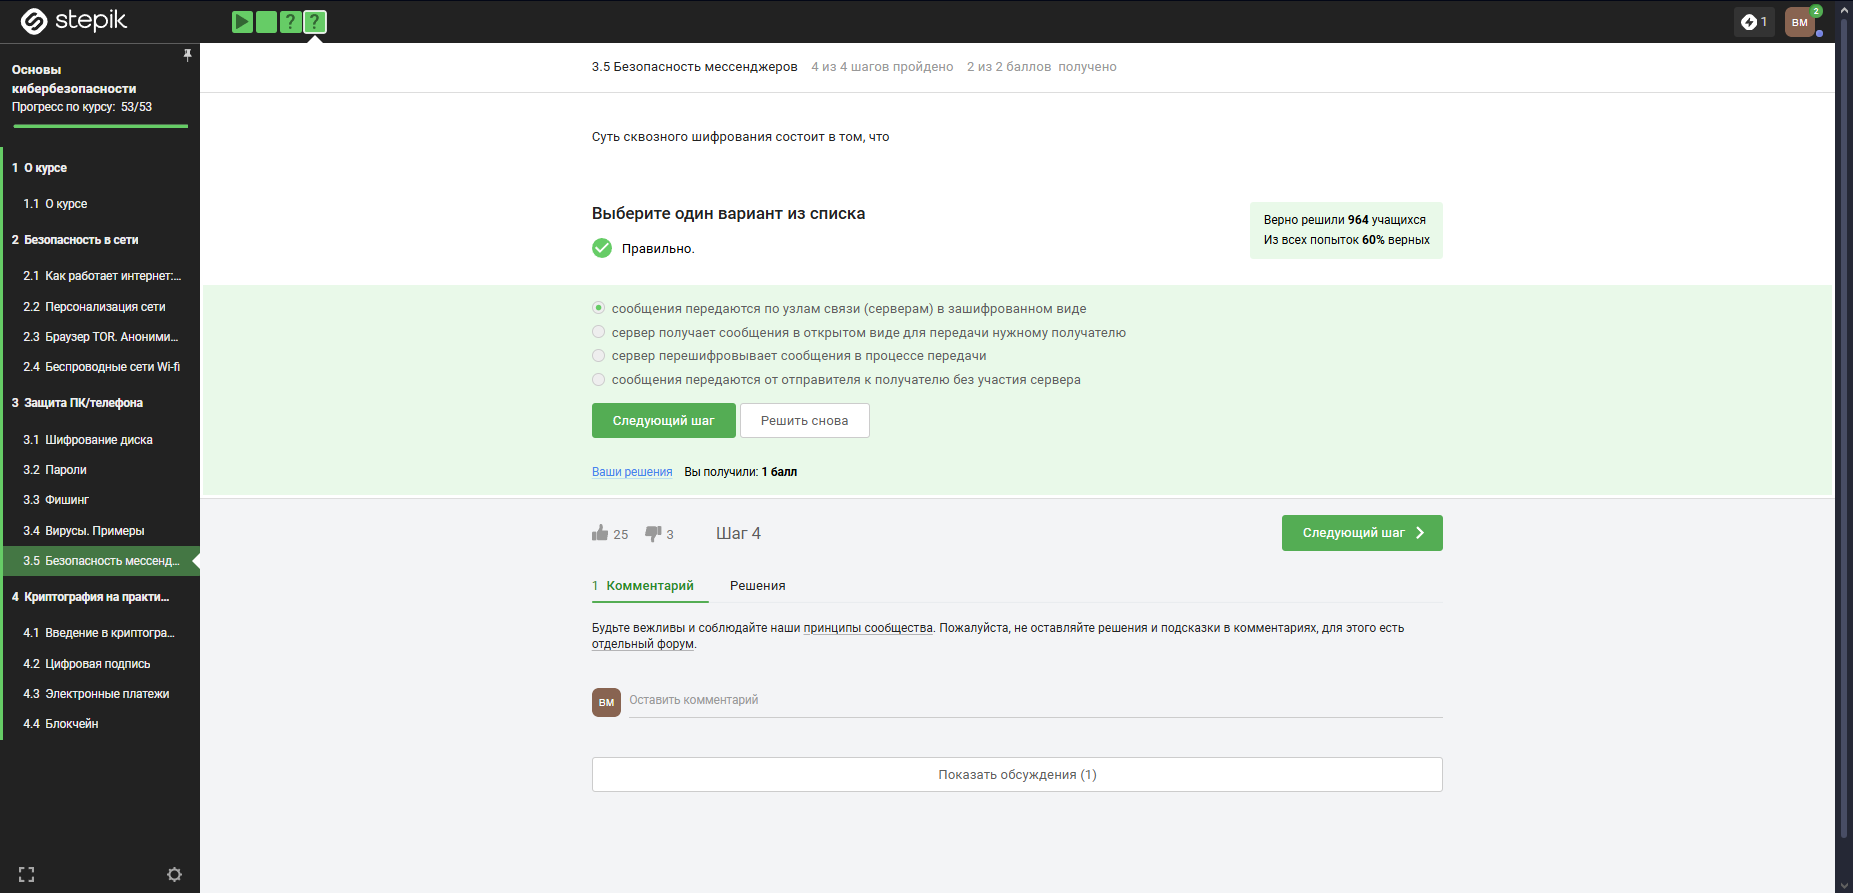 stepik
? ?
1
ВМ
2
Основы
кибербезопасности
Прогресс по курсу: 53/53
1 О курсе
1.1 О курсе
2 Безопасность в сети
2.1 Как работает интернет:...
2.2 Персонализация сети
2.3 Браузер TOR. Аноними...
2.4 Беспроводные сети Wi-fi
3 Защита ПК/телефона
3.1 Шифрование диска
3.2 Пароли
3.3 Фишинг
3.4 Вирусы. Примеры
3.5 Безопасность мессенд...
4 Криптография на практи...
4.1 Введение в криптогра...
4.2 Цифровая подпись
4.3 Электронные платежи
4.4 Блокчейн
3.5 Безопасность мессенджеров 4 из 4 шагов пройдено 2 из 2 баллов получено
Суть сквозного шифрования состоит в том, что
Выберите один вариант из списка
Правильно.
Верно решили 964 учащихся
Из всех попыток 60% верных
сообщения передаются по узлам связи (серверам) в зашифрованном виде
сервер получает сообщения в открытом виде для передачи нужному получателю
сервер перешифровывает сообщения в процессе передачи
сообщения передаются от отправителя к получателю без участия сервера
Следующий шаг Решить снова
Ваши решения Вы получили: 1 балл
25 3 Шаг 4 Следующий шаг
1 Комментарий Решения
Будьте вежливы и соблюдайте наши принципы сообщества. Пожалуйста, не оставляйте решения и подсказки в комментариях, для этого есть
отдельный форум.
ВМ Оставить комментарий
Показать обсуждения (1)